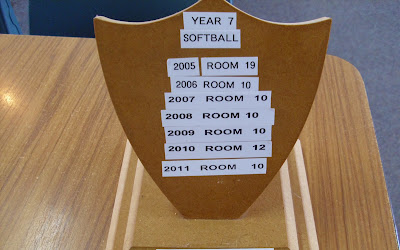 YEAR 7
SOFTBALL
2005 ROOM 19
2006 ROOM 10
2007 ROOM 10
2008 ROOM 10
2009 ROOM 10
2010 ROOM 12
2011 ROOM 10